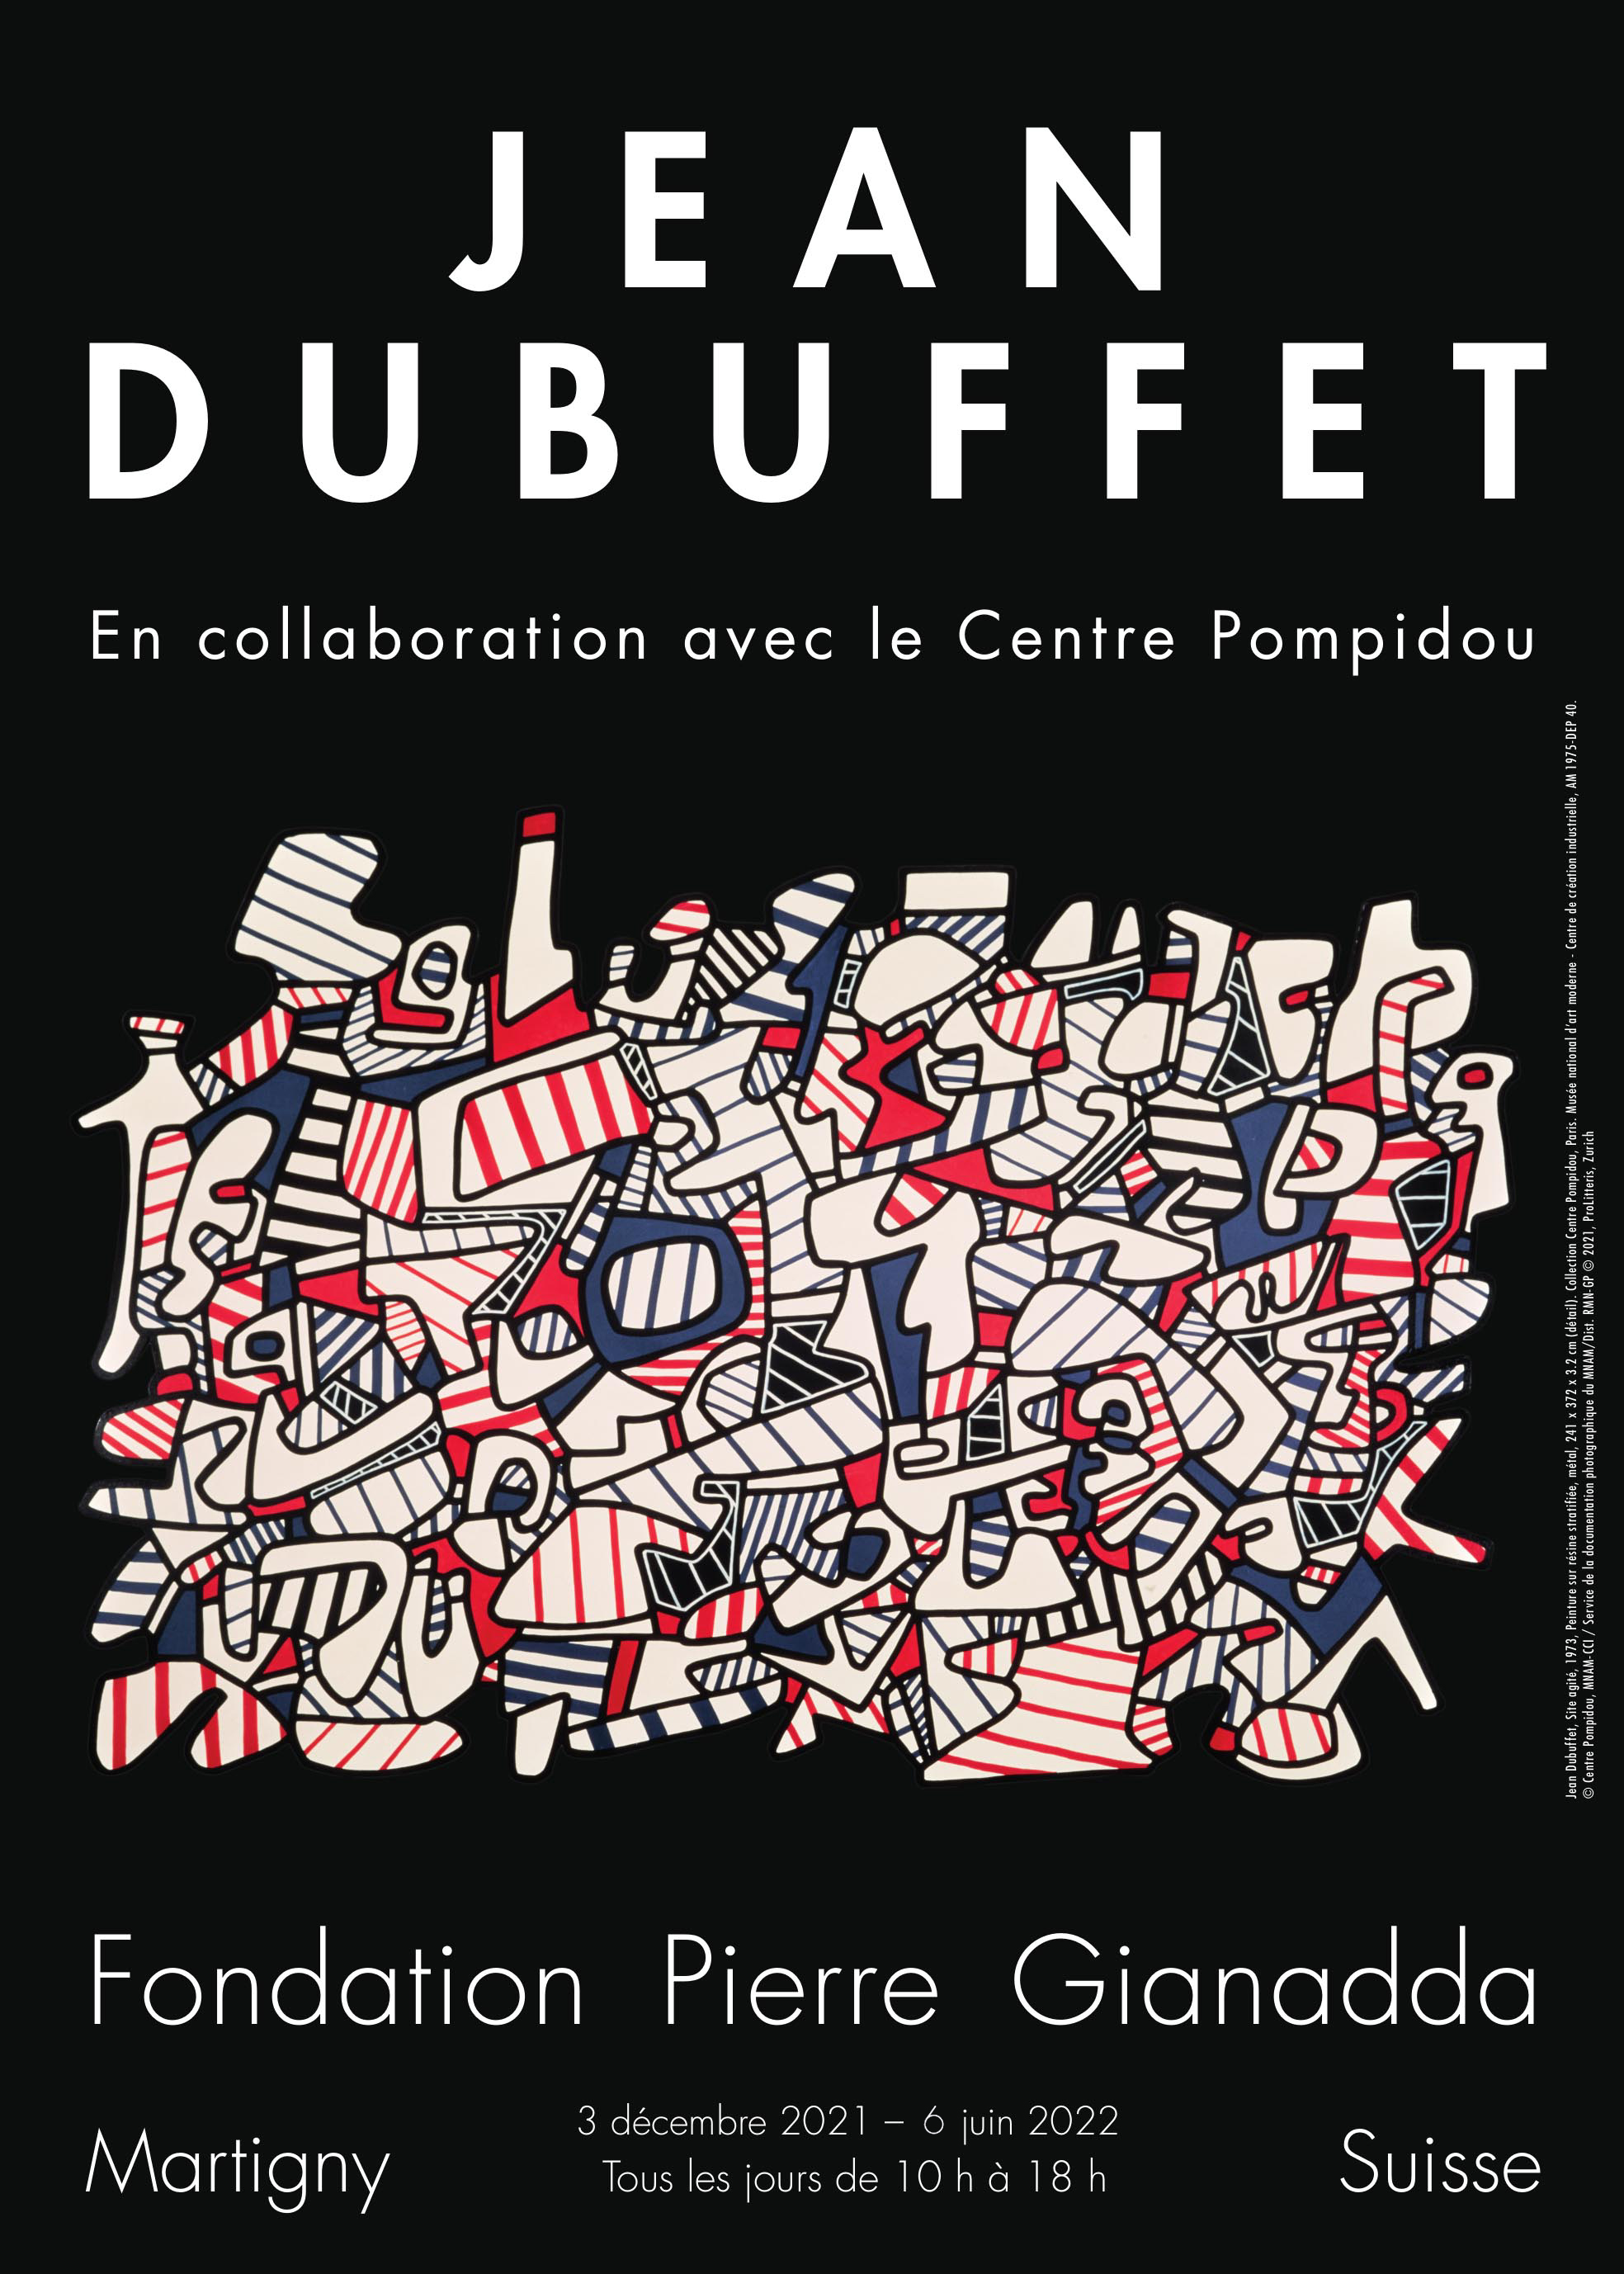 JEAN
DUBUFFET
En collaboration avec le Centre Pompidou
Jean Dubuffet, Site agité, 1973, Peinture sur résine stratifiée, métal, 241 x 372 x 3.2 cm (détail). Collection Centre Pompidou, Paris. Musée national d'art moderne - Centre de création industrielle, AM 1975-DEP 40.
© Centre Pompidou, MNAM-CCI / Service de la documentation photographique du MNAM/Dist. RMN-GP © 2021, ProLitteris, Zurich
Fondation Pierre Gianadda
3 décembre 2021 – 6 juin 2022
Martigny Tous les jours de 10 h à 18 h Suisse